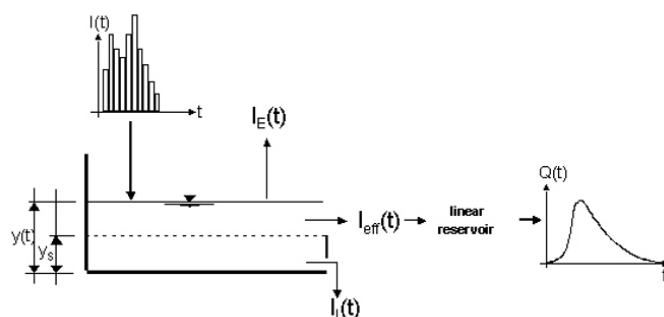 I(t)
t
I_E(t)
Q(t)
y(t)
y_s
I_eff(t)
linear
reservoir
t
I_I(t)